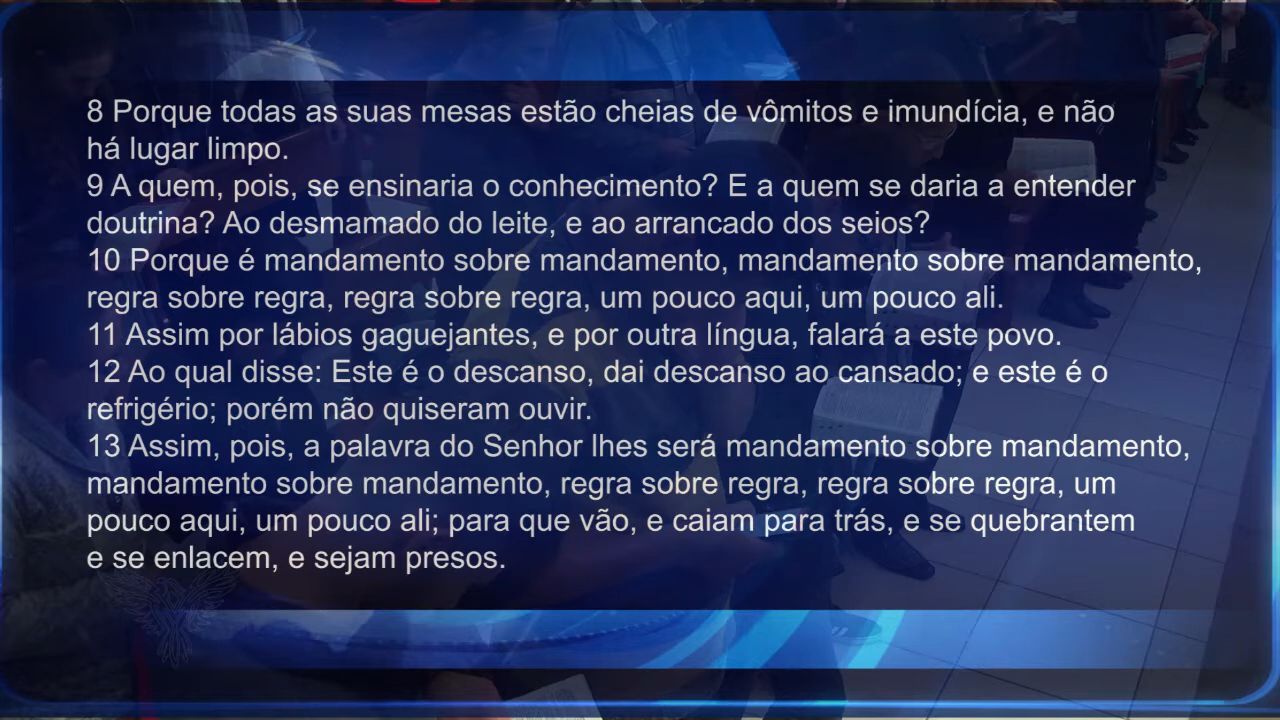 8 Porque todas as suas mesas estão cheias de vômitos e imundícia, e não
há lugar limpo.
9 A quem, pois, se ensinaria o conhecimento? E a quem se daria a entender
doutrina? Ao desmamado do leite, e ao arrancado dos seios?
10 Porque é mandamento sobre mandamento, mandamento sobre mandamento,
regra sobre regra, regra sobre regra, um pouco aqui, um pouco ali.
11 Assim por lábios gaguejantes, e por outra língua, falará a este povo.
12 Ao qual disse: Este é o descanso, dai descanso ao cansado; e este é o
refrigério; porém não quiseram ouvir.
13 Assim, pois, a palavra do Senhor lhes será mandamento sobre mandamento,
mandamento sobre mandamento, regra sobre regra, regra sobre regra, um
pouco aqui, um pouco ali; para que vão, e caiam para trás, e se quebrantem
e se enlacem, e sejam presos.